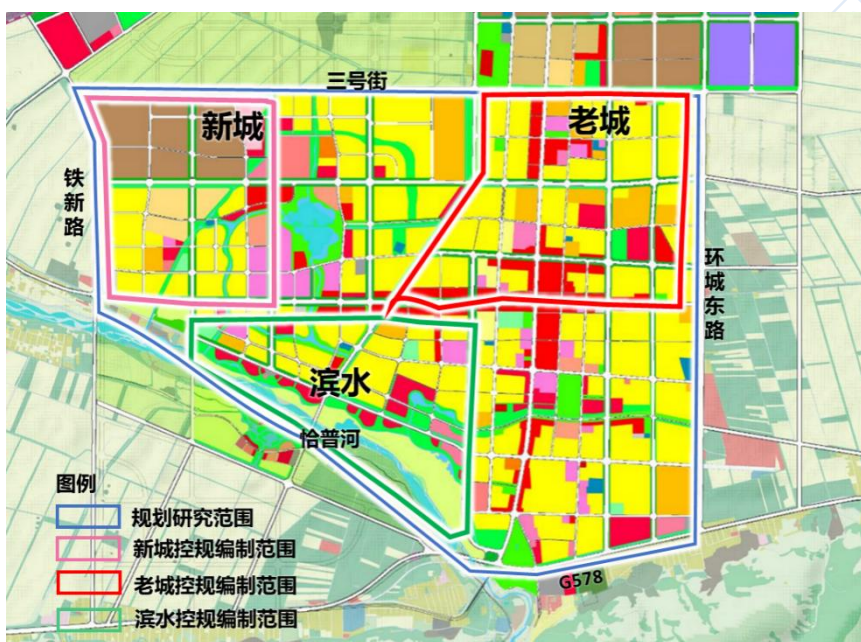 三号街
新城
老城
铁新路
环城东路
滨水
恰普河
G578
图例
规划研究范围
新城控规编制范围
老城控规编制范围
滨水控规编制范围